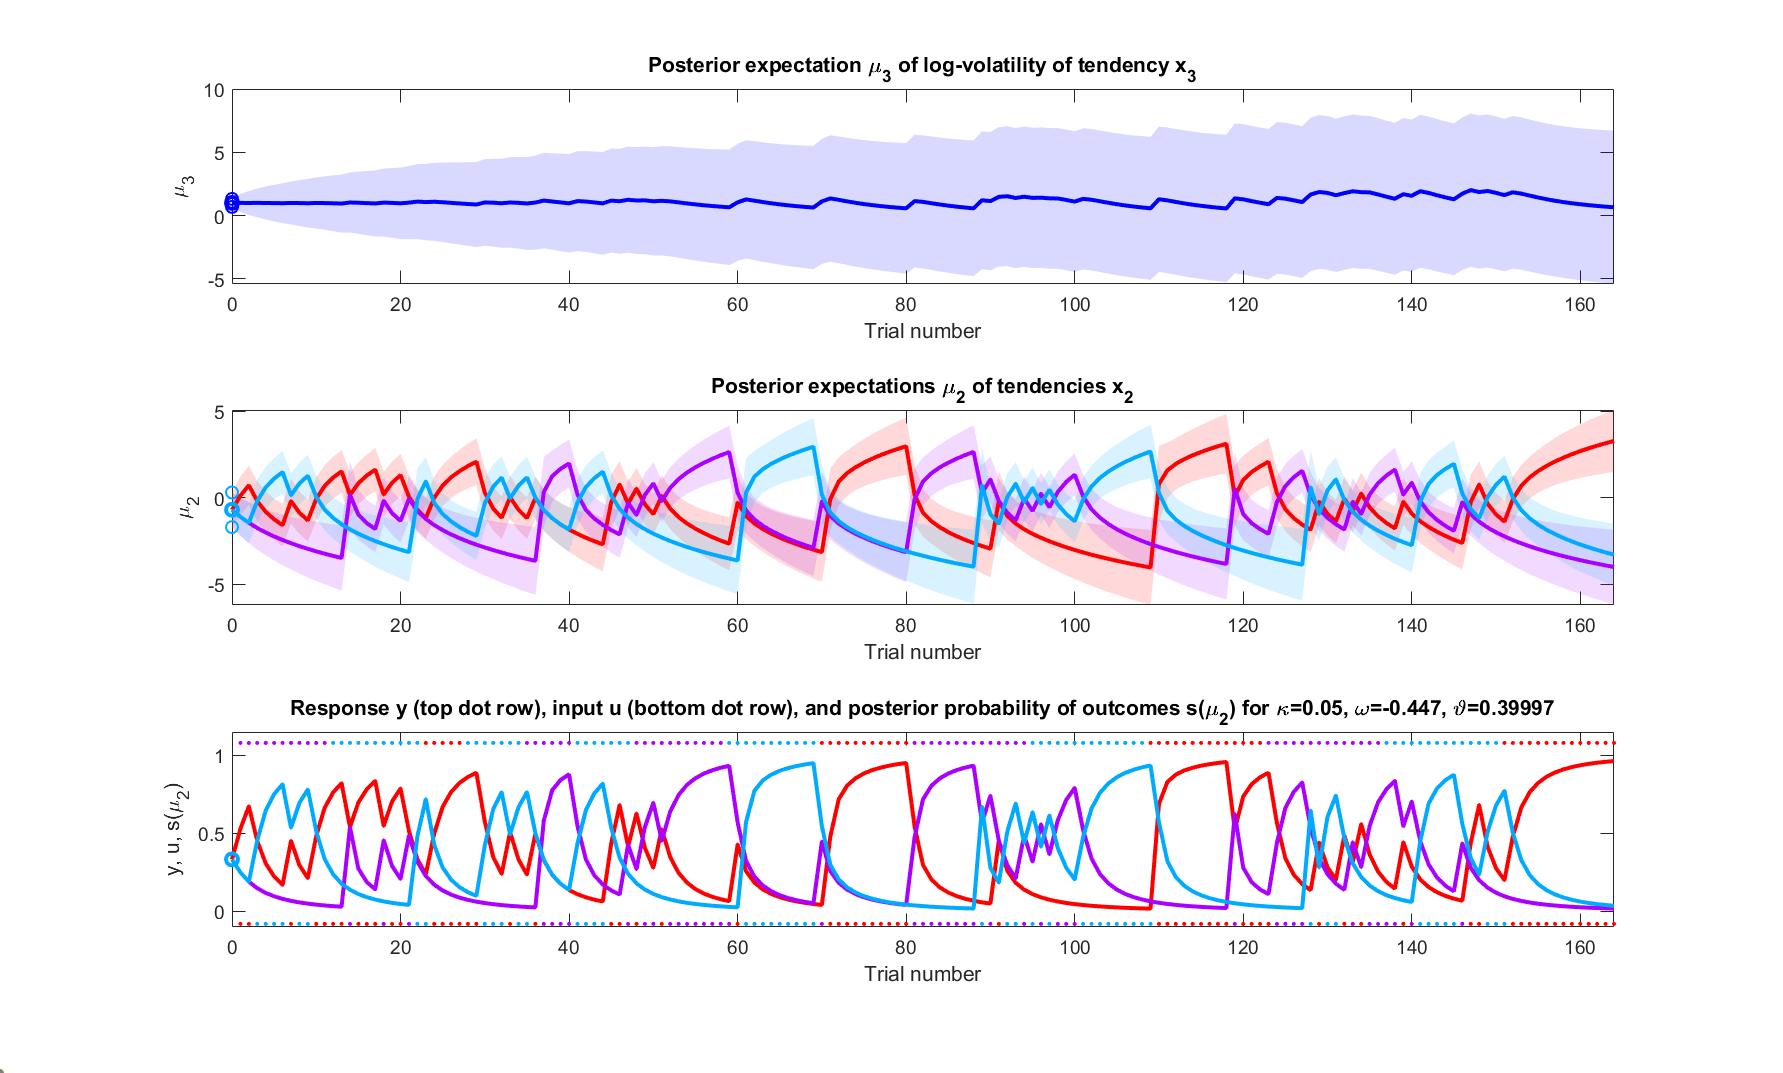 Posterior expectation μ3 of log-volatility of tendency x3
10
5
0
-5
μ3
0 20 40 60 80 100 120 140 160
Trial number
Posterior expectations μ2 of tendencies x2
5
0
-5
μ2
0 20 40 60 80 100 120 140 160
Trial number
Response y (top dot row), input u (bottom dot row), and posterior probability of outcomes s(μ2) for κ=0.05, ω=-0.447, ϑ=0.39997
1
0.5
0
y, u, s(μ2)
0 20 40 60 80 100 120 140 160
Trial number